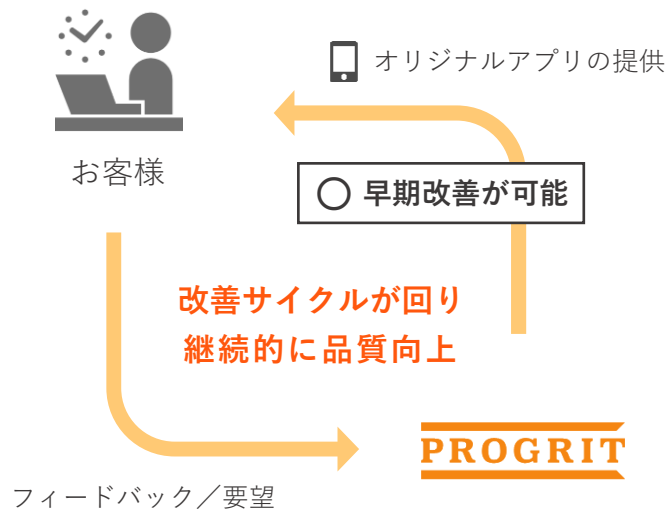 オリジナルアプリの提供
お客様
○ 早期改善が可能
改善サイクルが回り
継続的に品質向上
PROGRIT
フィードバック／要望